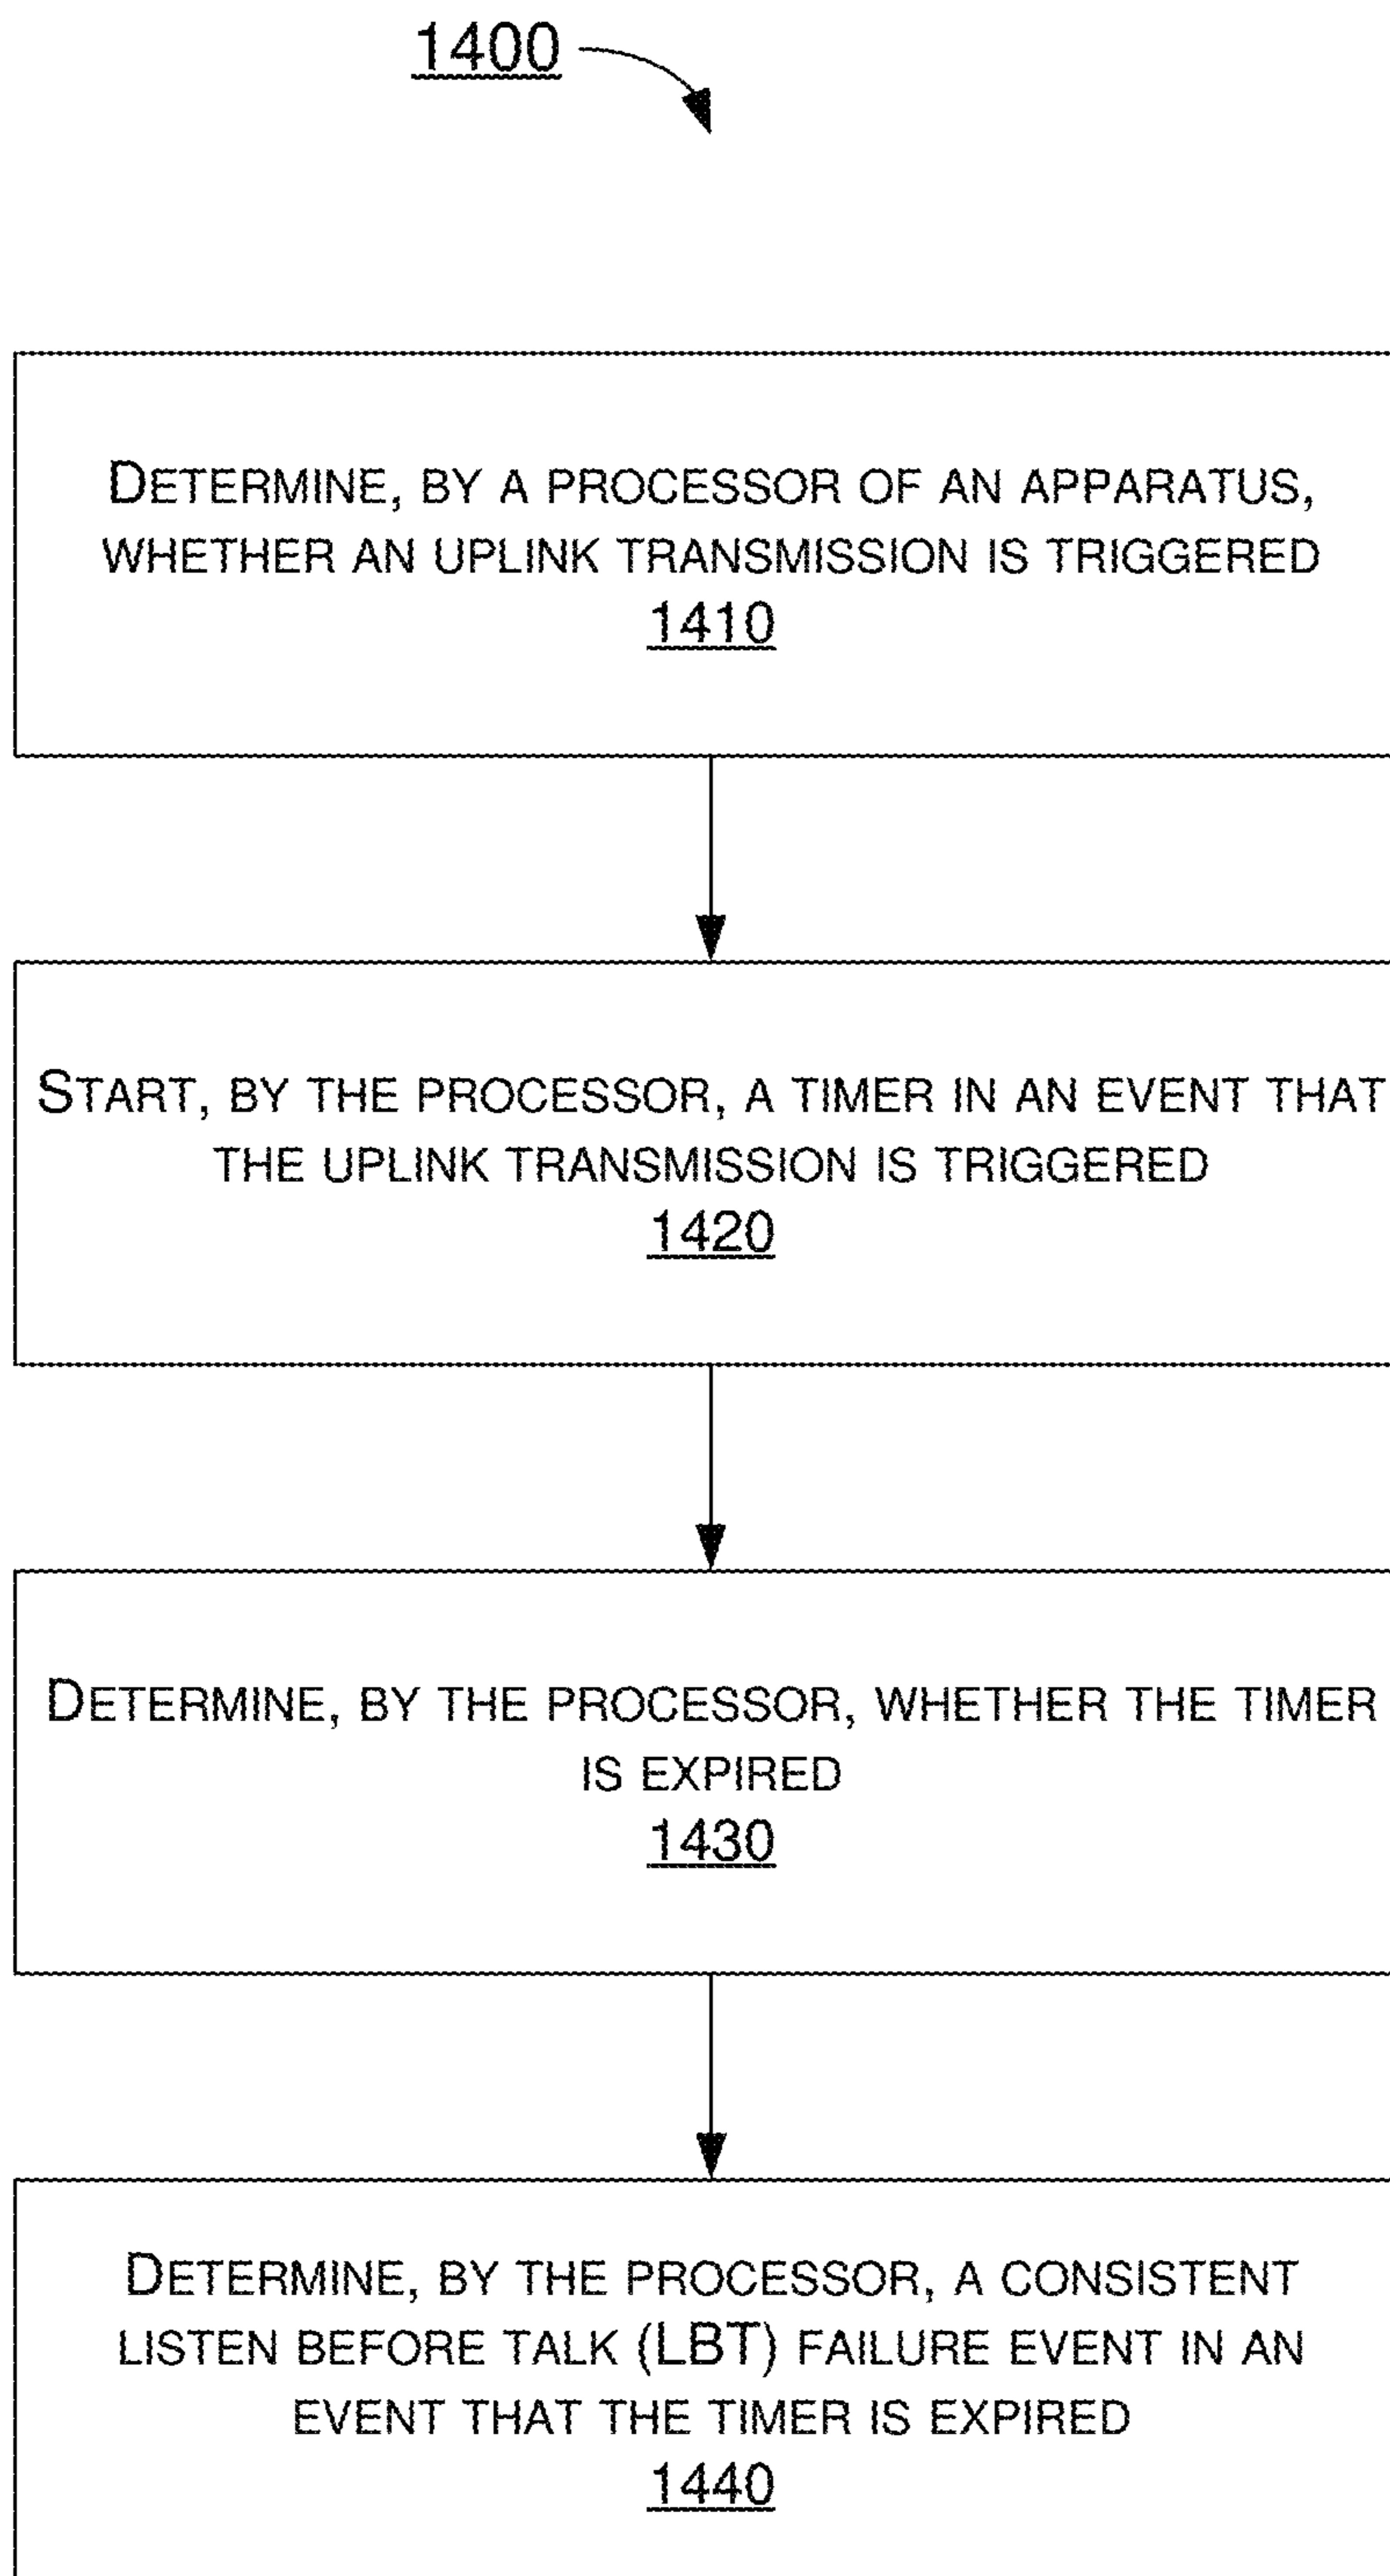 1400
DETERMINE, BY A PROCESSOR OF AN APPARATUS,
WHETHER AN UPLINK TRANSMISSION IS TRIGGERED
1410
START, BY THE PROCESSOR, A TIMER IN AN EVENT THAT
THE UPLINK TRANSMISSION IS TRIGGERED
1420
DETERMINE, BY THE PROCESSOR, WHETHER THE TIMER
IS EXPIRED
1430
DETERMINE, BY THE PROCESSOR, A CONSISTENT
LISTEN BEFORE TALK (LBT) FAILURE EVENT IN AN
EVENT THAT THE TIMER IS EXPIRED
1440